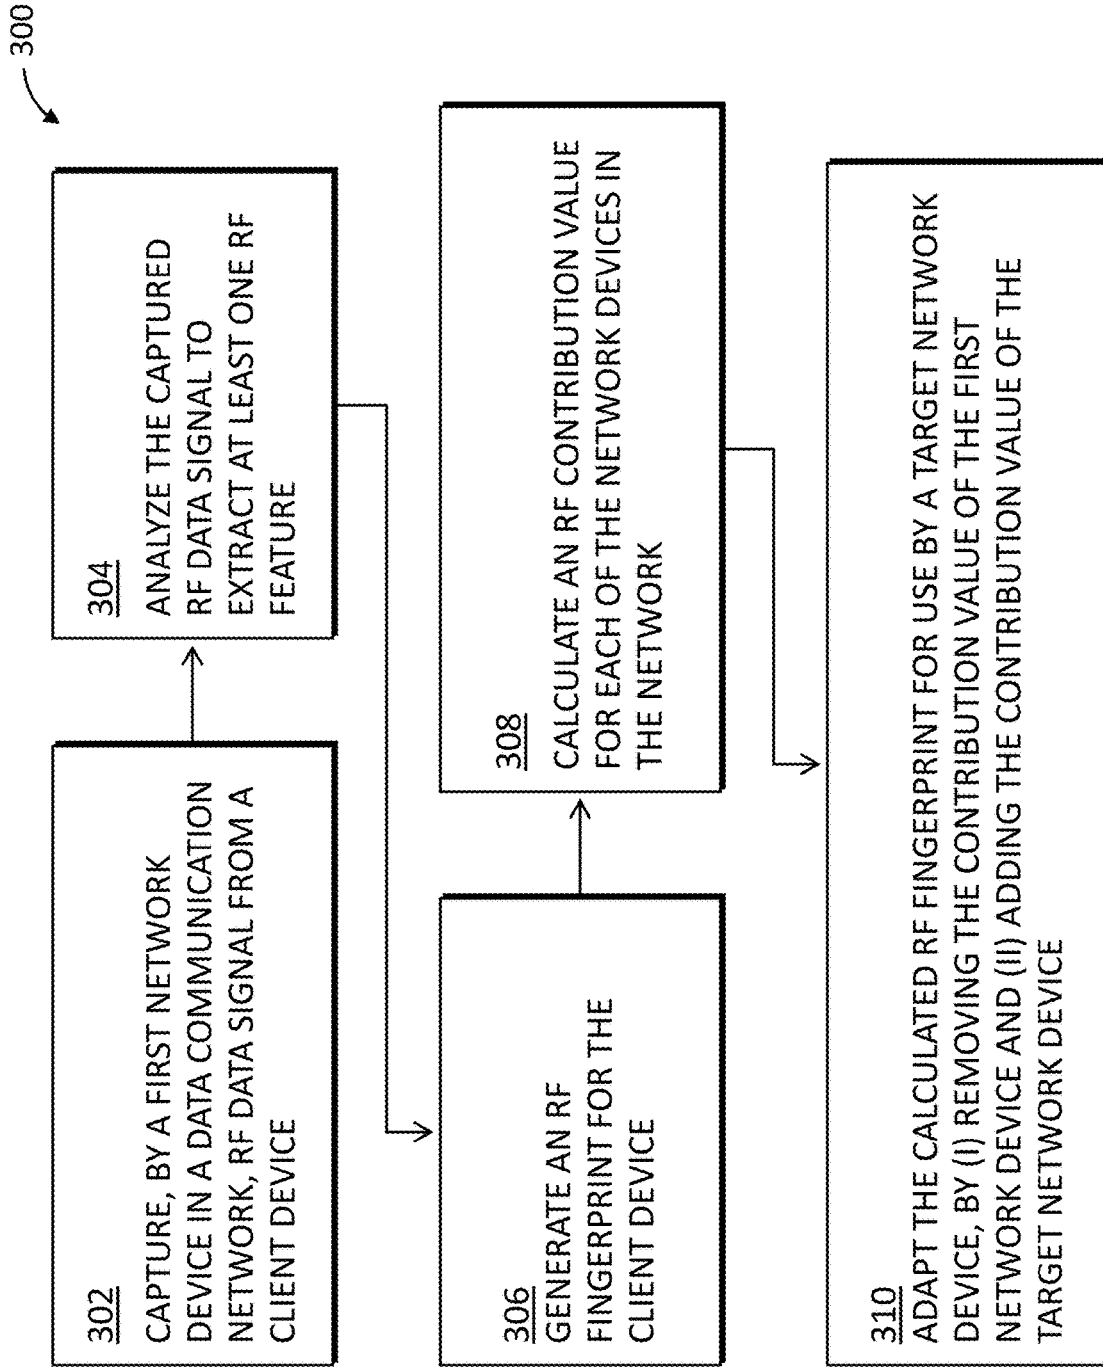 300
302
CAPTURE, BY A FIRST NETWORK
DEVICE IN A DATA COMMUNICATION
NETWORK, RF DATA SIGNAL FROM A
CLIENT DEVICE
304
ANALYZE THE CAPTURED
RF DATA SIGNAL TO
EXTRACT AT LEAST ONE RF
FEATURE
306
GENERATE AN RF
FINGERPRINT FOR THE
CLIENT DEVICE
308
CALCULATE AN RF CONTRIBUTION VALUE
FOR EACH OF THE NETWORK DEVICES IN
THE NETWORK
310
ADAPT THE CALCULATED RF FINGERPRINT FOR USE BY A TARGET NETWORK
DEVICE, BY (I) REMOVING THE CONTRIBUTION VALUE OF THE FIRST
NETWORK DEVICE AND (II) ADDING THE CONTRIBUTION VALUE OF THE
TARGET NETWORK DEVICE